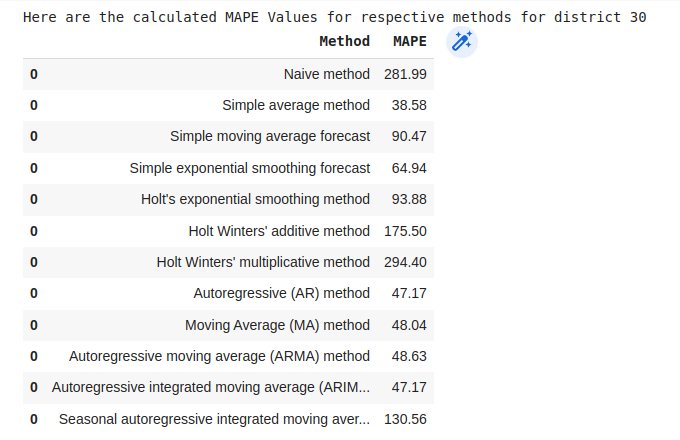 Here are the calculated MAPE Values for respective methods for district 30
Method MAPE
0 Naive method 281.99
0 Simple average method 38.58
0 Simple moving average forecast 90.47
0 Simple exponential smoothing forecast 64.94
0 Holt's exponential smoothing method 93.88
0 Holt Winters' additive method 175.50
0 Holt Winters' multiplicative method 294.40
0 Autoregressive (AR) method 47.17
0 Moving Average (MA) method 48.04
0 Autoregressive moving average (ARMA) method 48.63
0 Autoregressive integrated moving average (ARIM... 47.17
0 Seasonal autoregressive integrated moving aver... 130.56